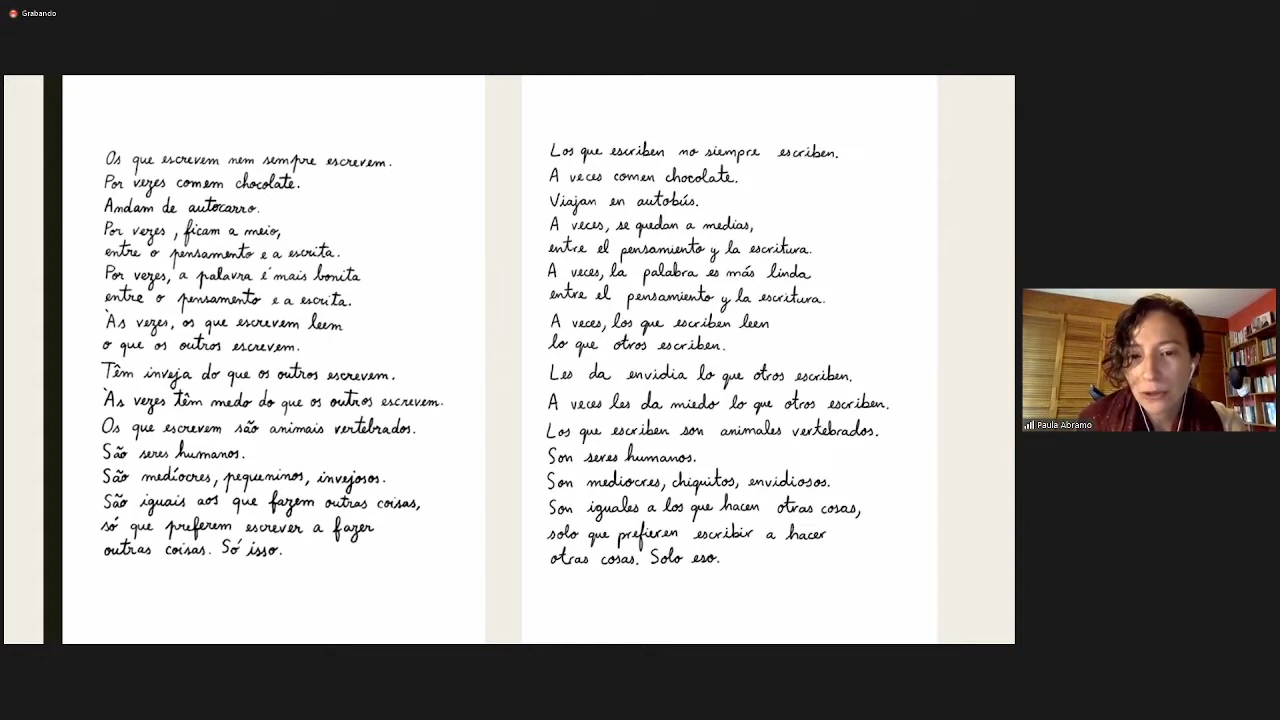 Grabando
Os que escrevem nem sempre escrevem.
Por vezes comem chocolate.
Andam de autocarro.
Por vezes, ficam a meio,
entre o pensamento e a escrita.
Por vezes, a palavra é mais bonita
entre o pensamento e a escrita.
Às vezes, os que escrevem leem
o que os outros escrevem.
Têm inveja do que os outros escrevem.
Às vezes têm medo do que os outros escrevem.
Os que escrevem são animais vertebrados.
São seres humanos.
São medíocres, pequeninos, invejosos.
São iguais aos que fazem outras coisas,
só que preferem escrever a fazer
outras coisas. Só isso.
Los que escriben no siempre escriben.
A veces comen chocolate.
Viajan en autobús.
A veces, se quedan a medias,
entre el pensamiento y la escritura.
A veces, la palabra es más linda
entre el pensamiento y la escritura.
A veces, los que escriben leen
lo que otros escriben.
Les da envidia lo que otros escriben.
A veces les da miedo lo que otros escriben.
Los que escriben son animales vertebrados.
Son seres humanos.
Son mediocres, chiquitos, envidiosos.
Son iguales a los que hacen otras cosas,
solo que prefieren escribir a hacer
otras cosas. Solo eso.
Paula Abramo